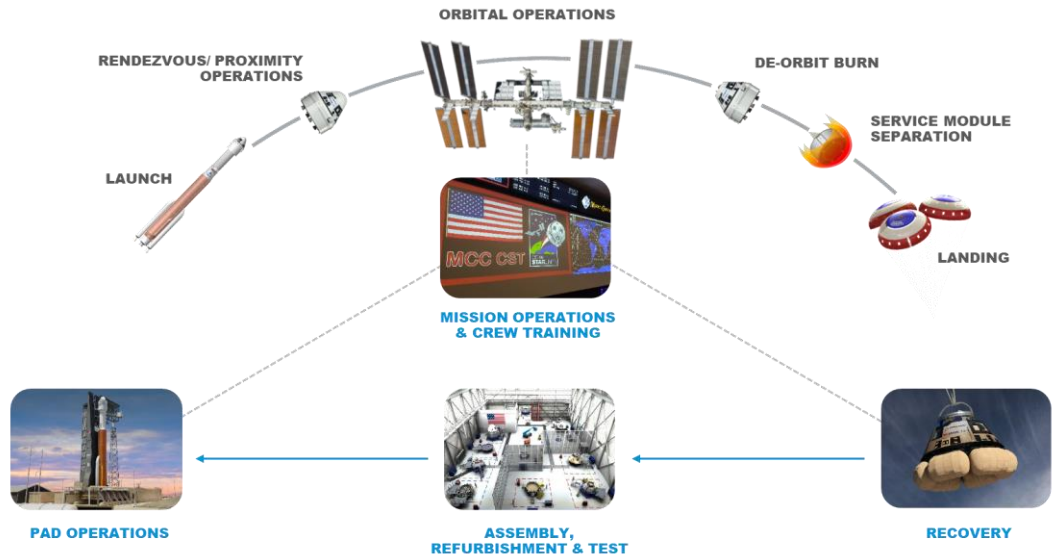 ORBITAL OPERATIONS
RENDEZVOUS/ PROXIMITY
OPERATIONS
DE-ORBIT BURN
SERVICE MODULE
SEPARATION
LAUNCH
MCC CST
LANDING
MISSION OPERATIONS
& CREW TRAINING
PAD OPERATIONS
ASSEMBLY,
REFURBISHMENT & TEST
RECOVERY